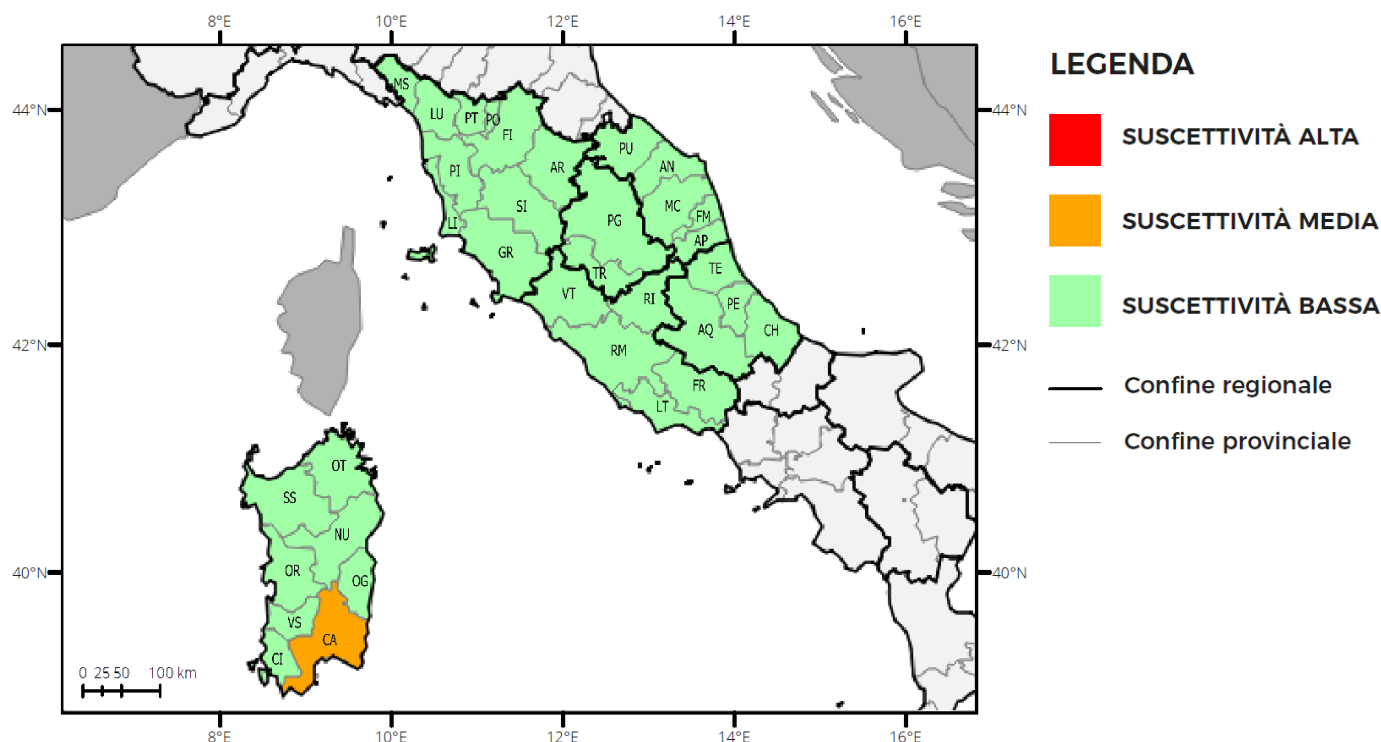 8°E 10°E 12°E 14°E 16°E
LEGENDA
44°N 44°N
SUSCETTIVITÀ ALTA
SUSCETTIVITÀ MEDIA
SUSCETTIVITÀ BASSA
42°N 42°N
Confine regionale
Confine provinciale
40°N 40°N
MS
LU PT PO
FI
PI AR
SI
LI
GR
PU
AN
MC
FM
AP
PG
TR
TE
VT RI PE
AQ CH
RM
FR
LT
OT
SS
NU
OR
OG
VS
CA
CI
0 25 50 100 km
8°E 10°E 12°E 14°E 16°E